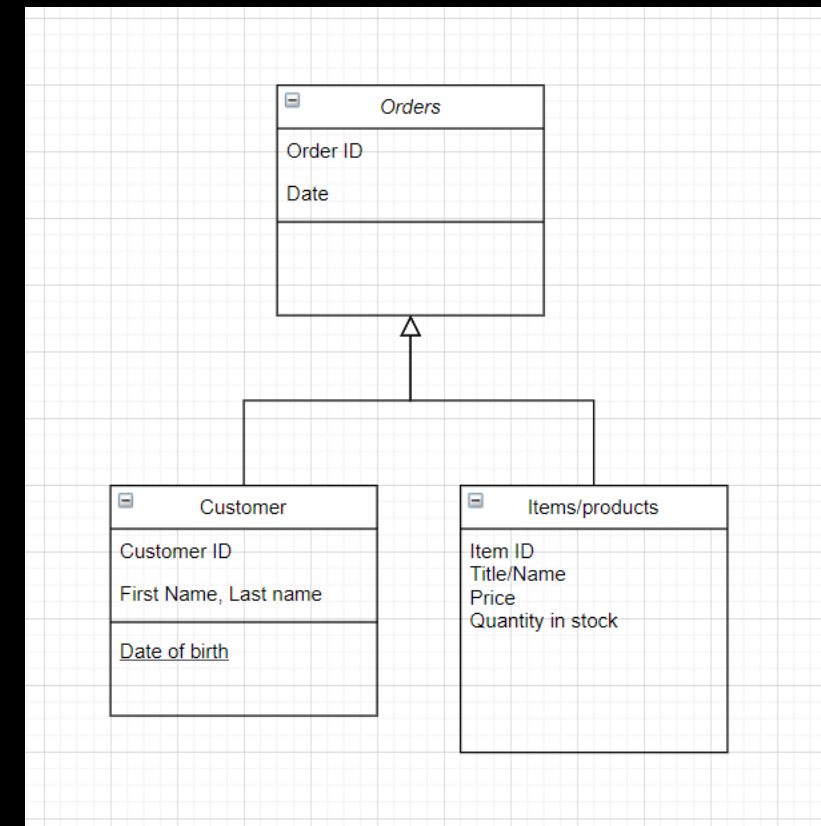 Orders
Order ID
Date
Customer
Customer ID
First Name, Last name
Date of birth
Items/products
Item ID
Title/Name
Price
Quantity in stock